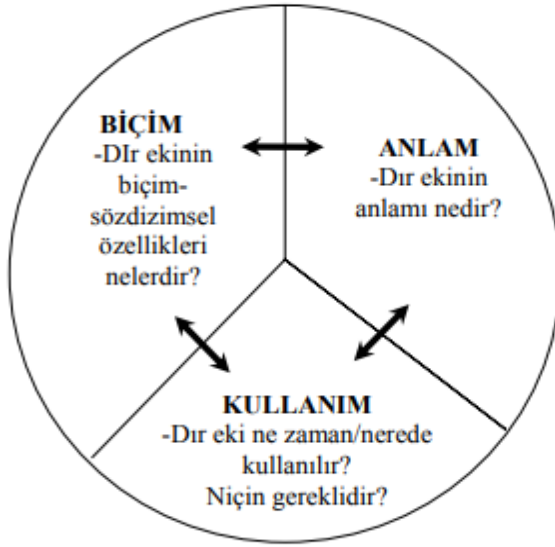 BİÇİM
-DIr ekinin
biçim-
sözdizimsel
özellikleri
nelerdir?
ANLAM
-Dır ekinin
anlamı nedir?
KULLANIM
-Dır eki ne zaman/nerede
kullanılır?
Niçin gereklidir?